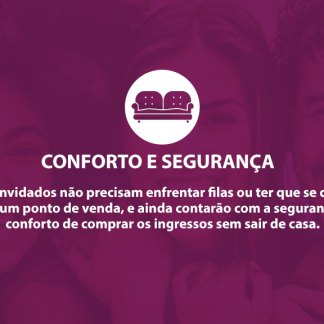 CONFORTO E SEGURANÇA
nvidados não precisam enfrentar filas ou ter que se
um ponto de venda, e ainda contarão com a
conforto de comprar os ingressos sem sair de casa.